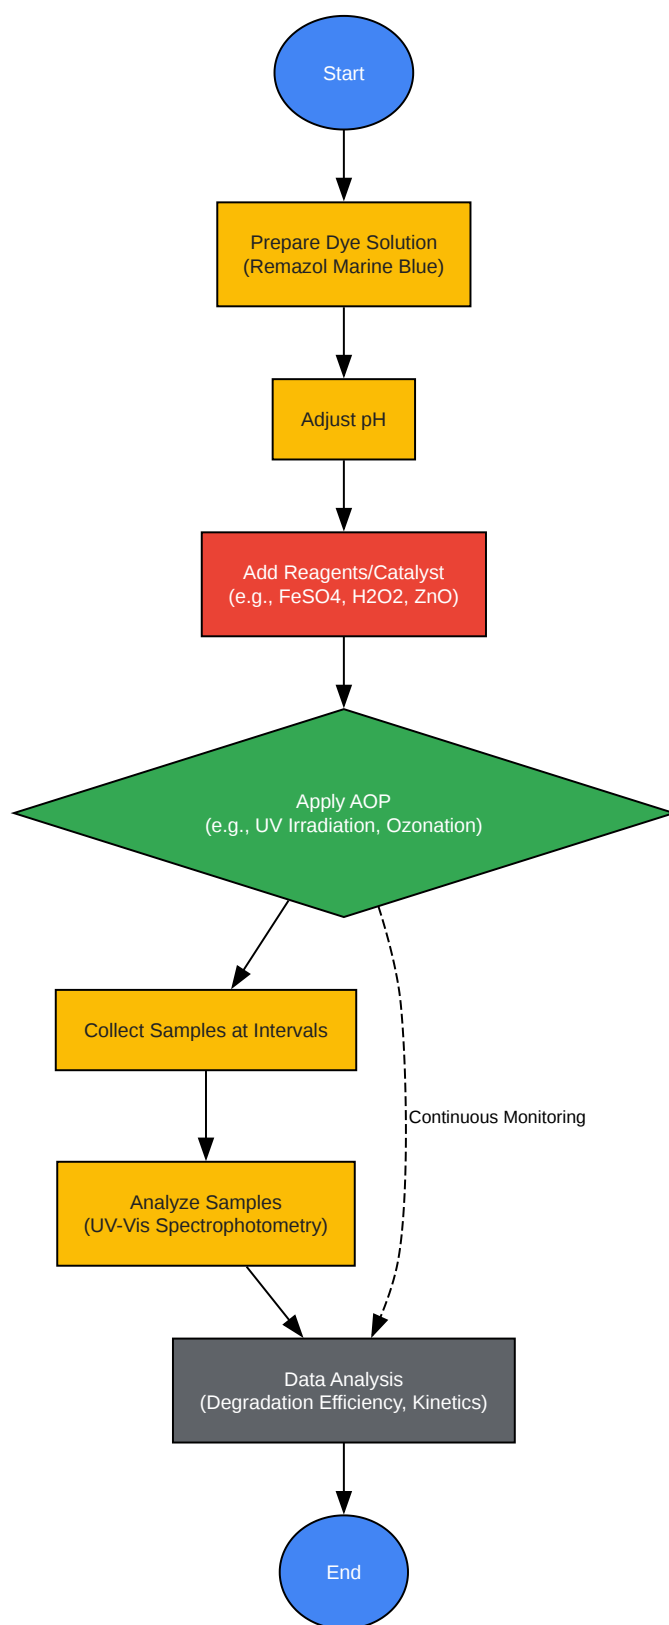 Start
Prepare Dye Solution
(Remazol Marine Blue)
Adjust pH
Add Reagents/Catalyst
(e.g., FeSO4, H2O2, ZnO)
Apply AOP
(e.g., UV Irradiation, Ozonation)
Collect Samples at Intervals
Continuous Monitoring
Analyze Samples
(UV-Vis Spectrophotometry)
Data Analysis
(Degradation Efficiency, Kinetics)
End